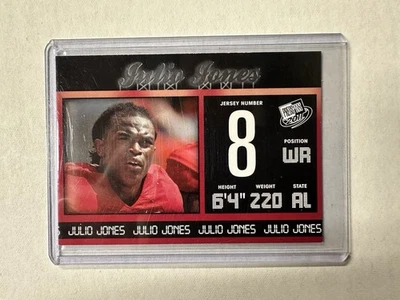 Julio Jones
JERSEY NUMBER
8
POSITION
WR
HEIGHT WEIGHT STATE
6'4" 220 AL
JULIO JONES JULIO JONES JULIO JONES JULIO JONES